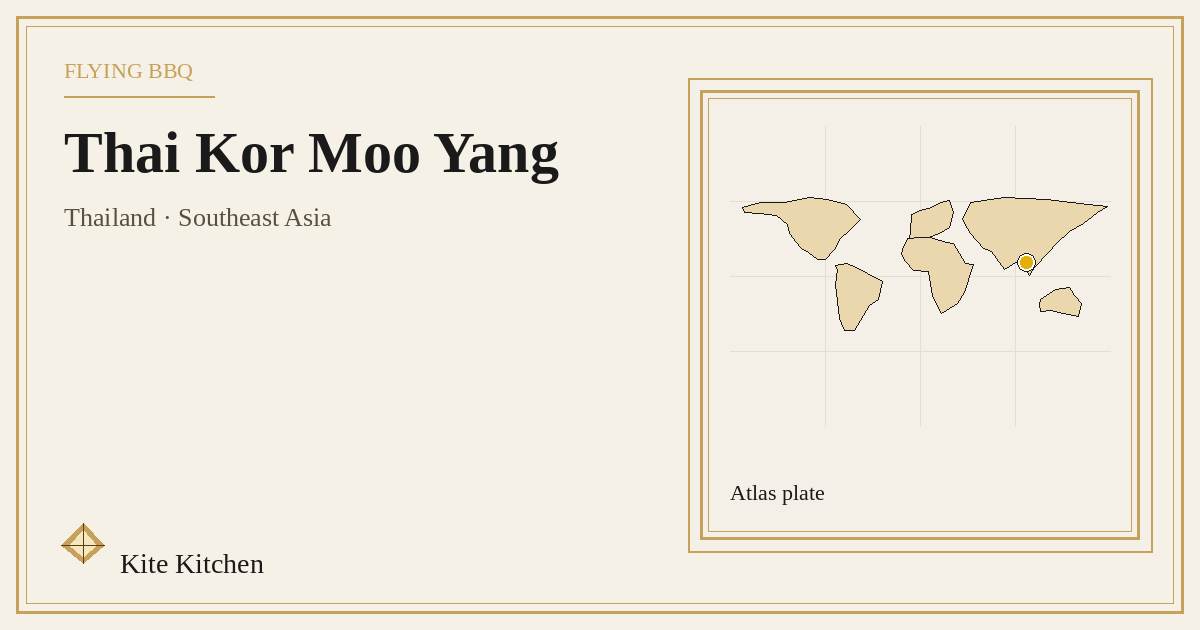 FLYING BBQ
Thai Kor Moo Yang
Thailand · Southeast Asia
Atlas plate
Kite Kitchen